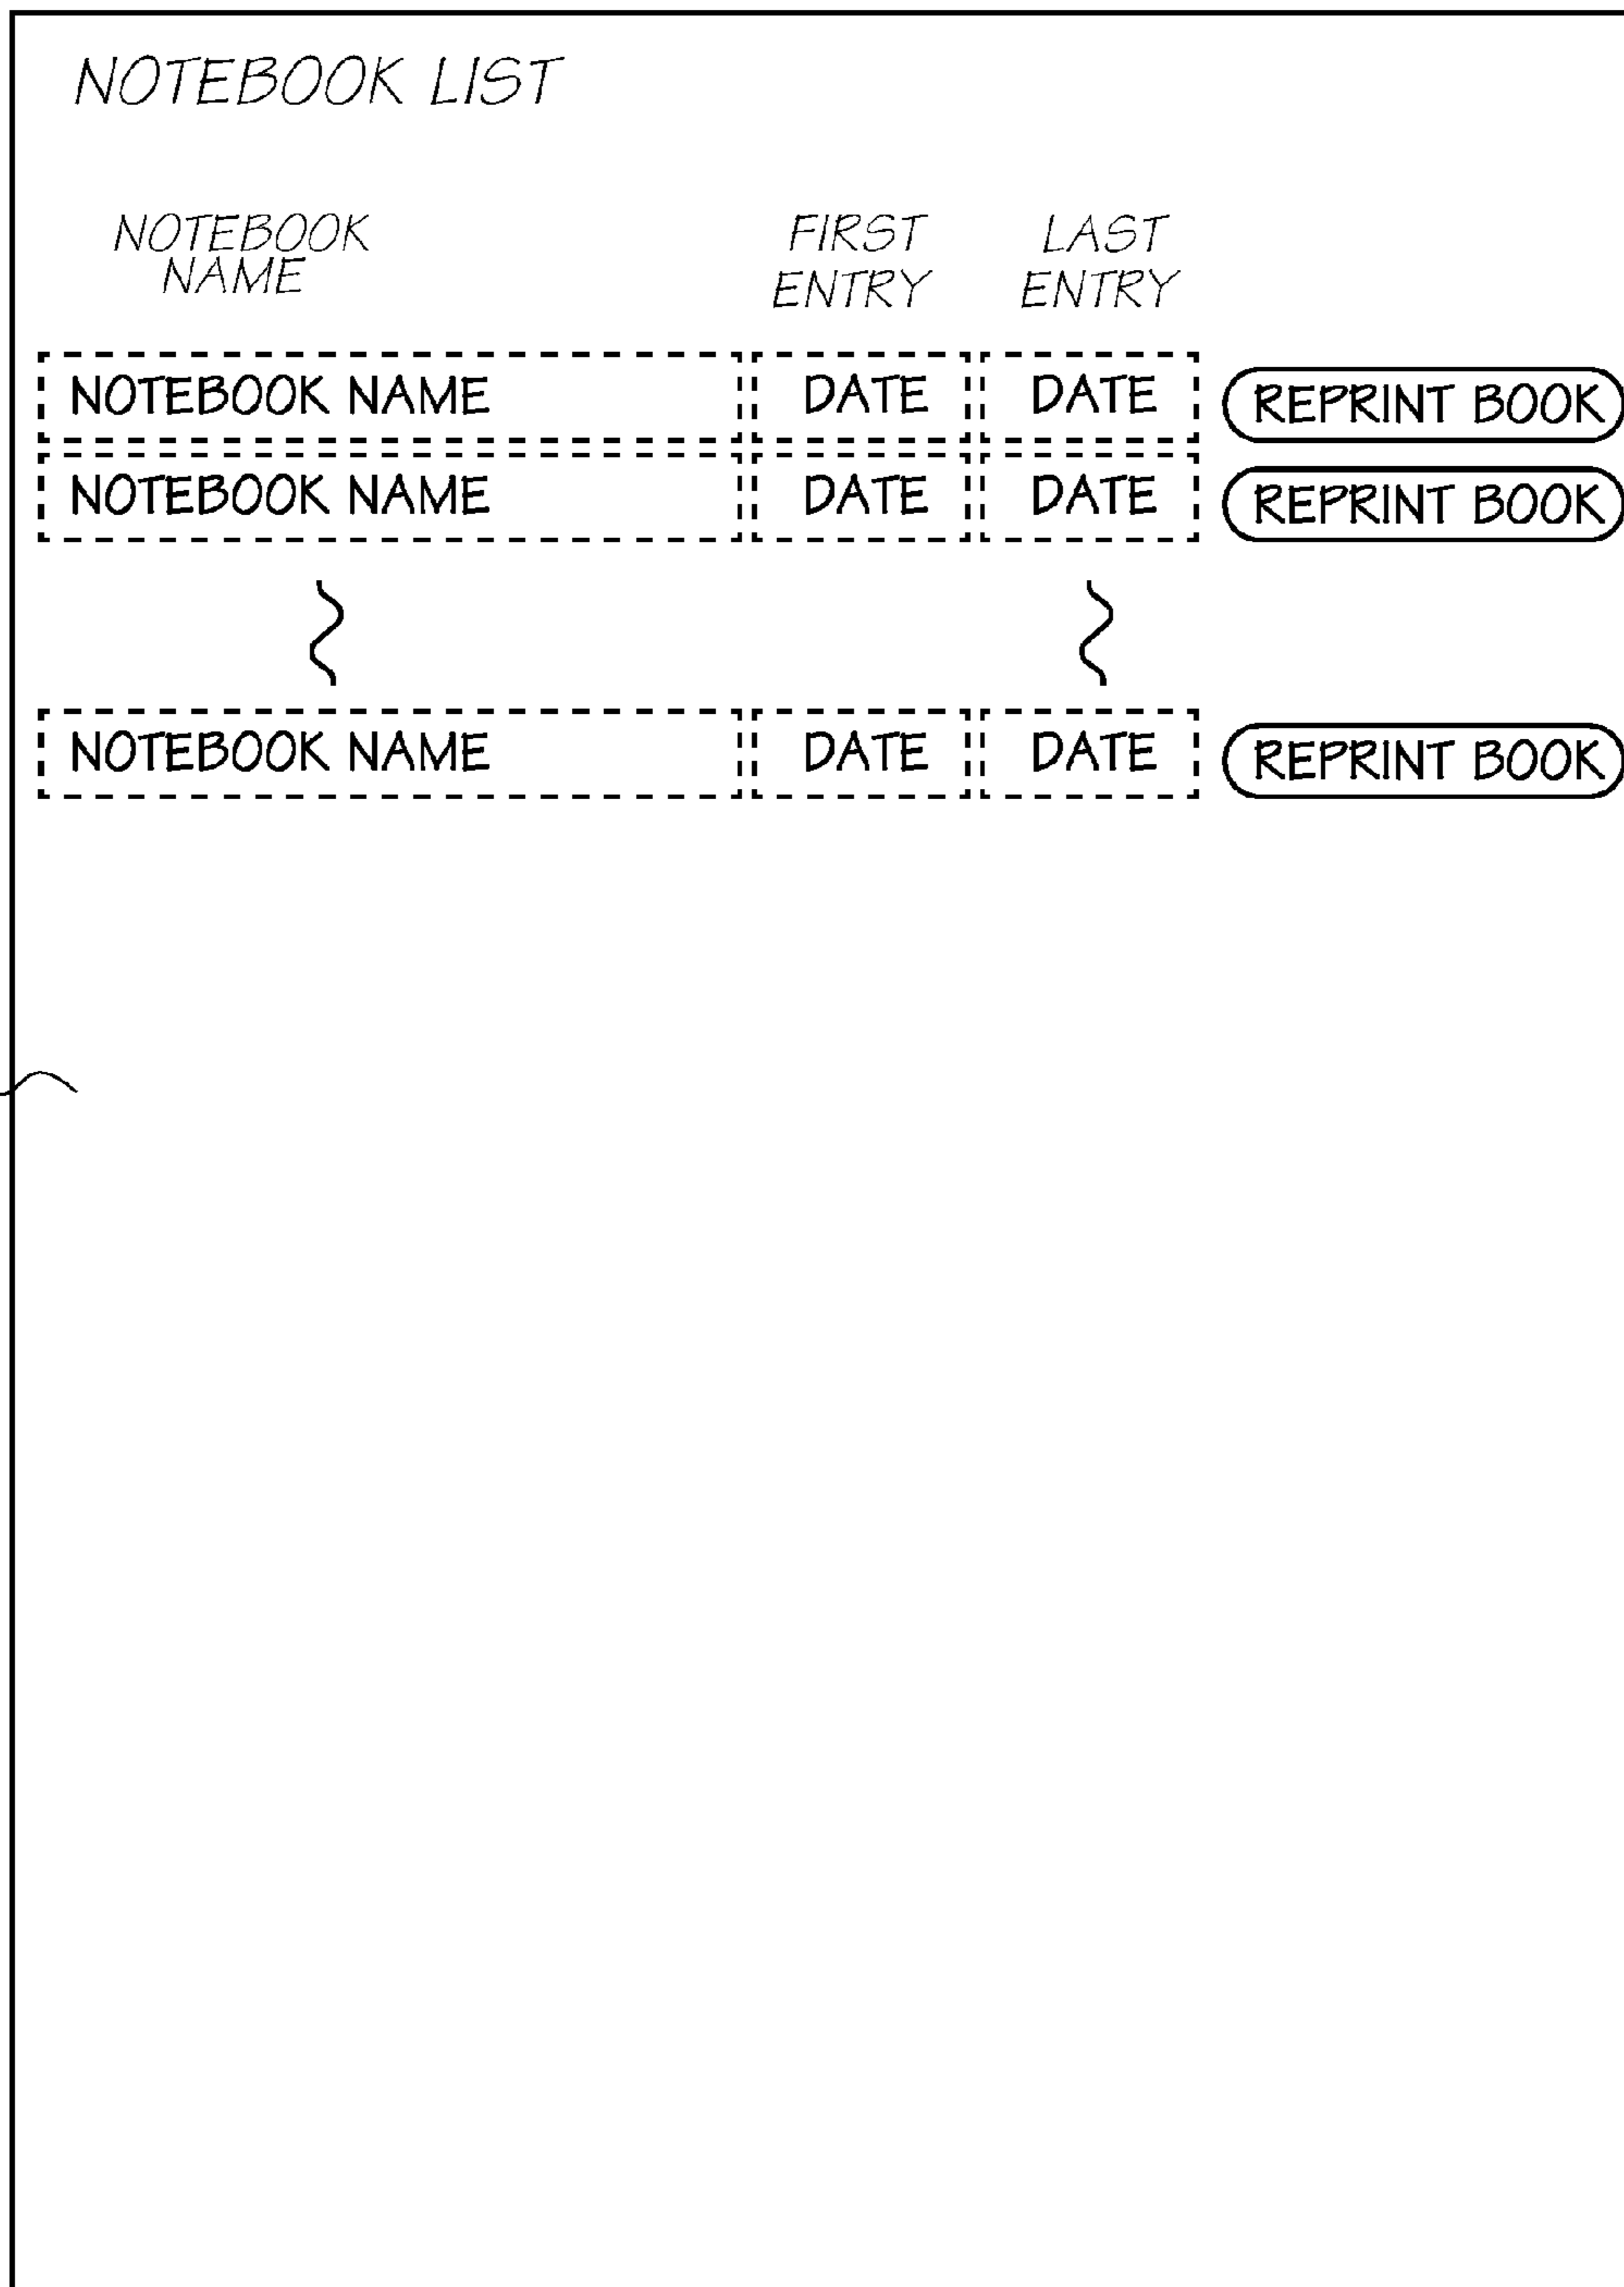 NOTEBOOK LIST
NOTEBOOK
NAME
FIRST
ENTRY
LAST
ENTRY
NOTEBOOK NAME DATE DATE REPRINT BOOK
NOTEBOOK NAME DATE DATE REPRINT BOOK
NOTEBOOK NAME DATE DATE REPRINT BOOK